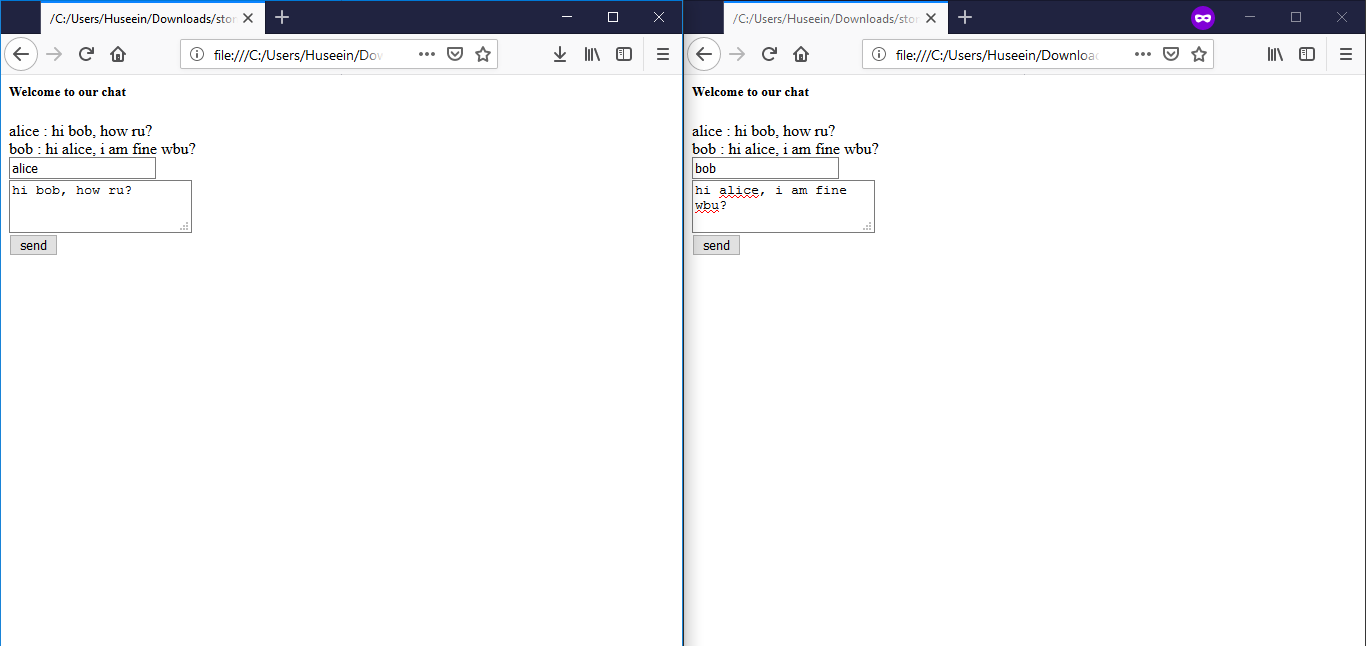 /C:/Users/Huseein/Downloads/stor
file:///C:/Users/Huseein/Dow
Welcome to our chat
alice : hi bob, how ru?
bob : hi alice, i am fine wbu?
alice
hi bob, how ru?
send
/C:/Users/Huseein/Downloads/stor
file:///C:/Users/Huseein/Downloa
Welcome to our chat
alice : hi bob, how ru?
bob : hi alice, i am fine wbu?
bob
hi alice, i am fine
wbu?
send